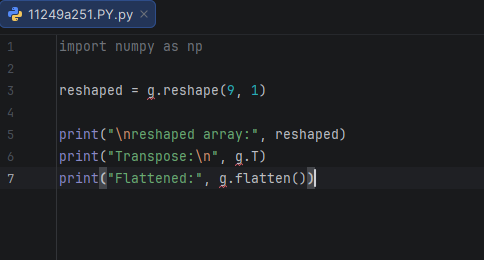 11249a251.PY.py
1 import numpy as np
2
3 reshaped = g.reshape(9, 1)
4
5 print("\nreshaped array:", reshaped)
6 print("Transpose:\n", g.T)
7 print("Flattened:", g.flatten())